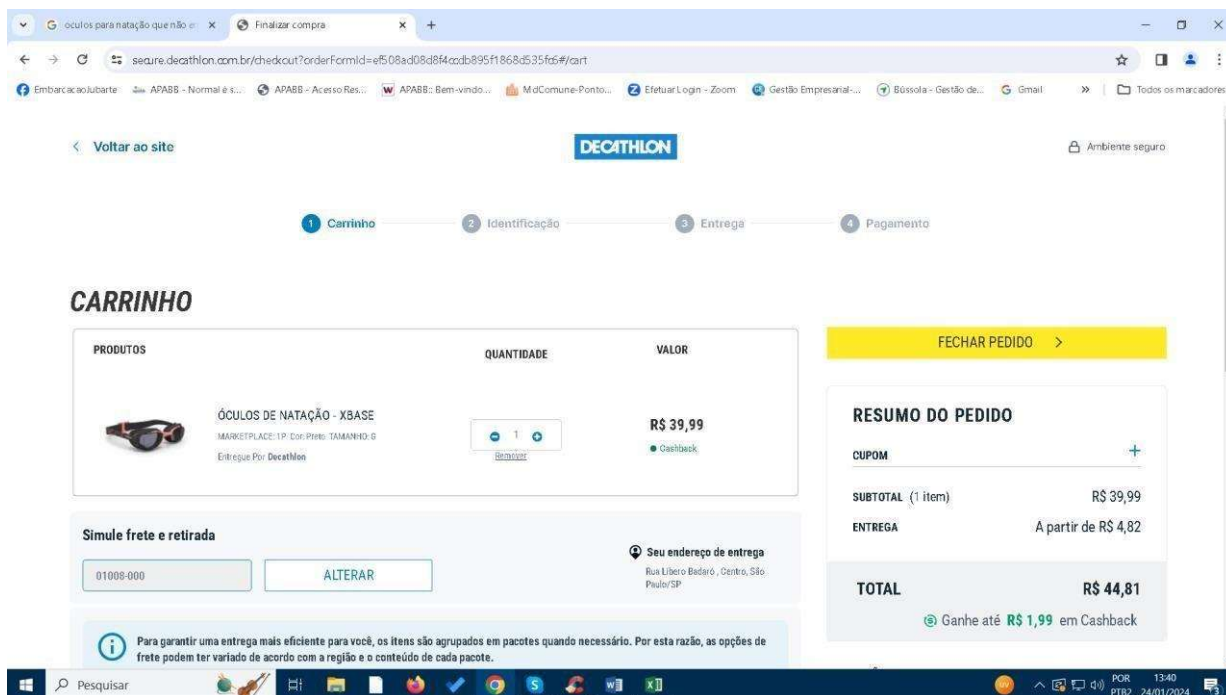 oculos para natação que não e
Finalizar compra
secure.decathlon.com.br/checkout?orderFormId=ef508ad08d8f4codb895f1868d535fc6#/cart
EmbarcacaoJubarte
APABB - Normal é s...
APABB - Acesso Res...
APABB:: Bem-vindo...
MdComune-Ponto...
Efetuar Login - Zoom
Gestão Empresarial-...
Bússola - Gestão de...
Gmail
Todos os marcadores
Voltar ao site
DECATHLON
Ambiente seguro
1 Carrinho
2 Identificação
3 Entrega
4 Pagamento
CARRINHO
PRODUTOS QUANTIDADE VALOR
ÓCULOS DE NATAÇÃO - XBASE
MARKETPLACE: 1P Cor: Preto TAMANHO: G
Entregue Por Decathlon
1
Remover
R$ 39,99
Cashback
FECHAR PEDIDO >
RESUMO DO PEDIDO
CUPOM +
SUBTOTAL (1 item) R$ 39,99
ENTREGA A partir de R$ 4,82
TOTAL R$ 44,81
Ganhe até R$ 1,99 em Cashback
Simule frete e retirada
01008-000
ALTERAR
Seu endereço de entrega
Rua Líbero Badaró , Centro, São
Paulo/SP
Para garantir uma entrega mais eficiente para você, os itens são agrupados em pacotes quando necessário. Por esta razão, as opções de
frete podem ter variado de acordo com a região e o conteúdo de cada pacote.
Pesquisar
POR
PTB2
13:40
24/01/2024